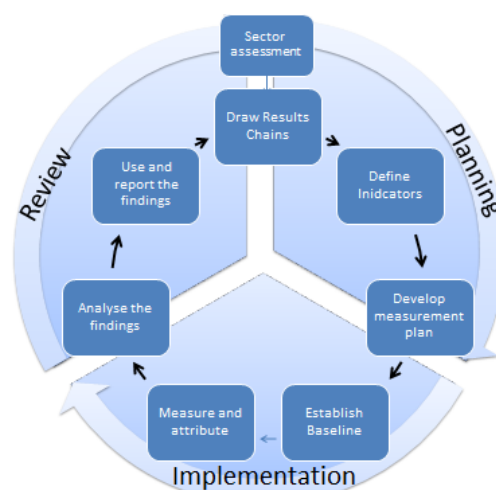 Sector
assessment
Draw Results
Chains
Define
Inidcators
Develop
measurement
plan
Establish
Baseline
Measure and
attribute
Analyse the
findings
Use and
report the
findings
Planning
Implementation
Review